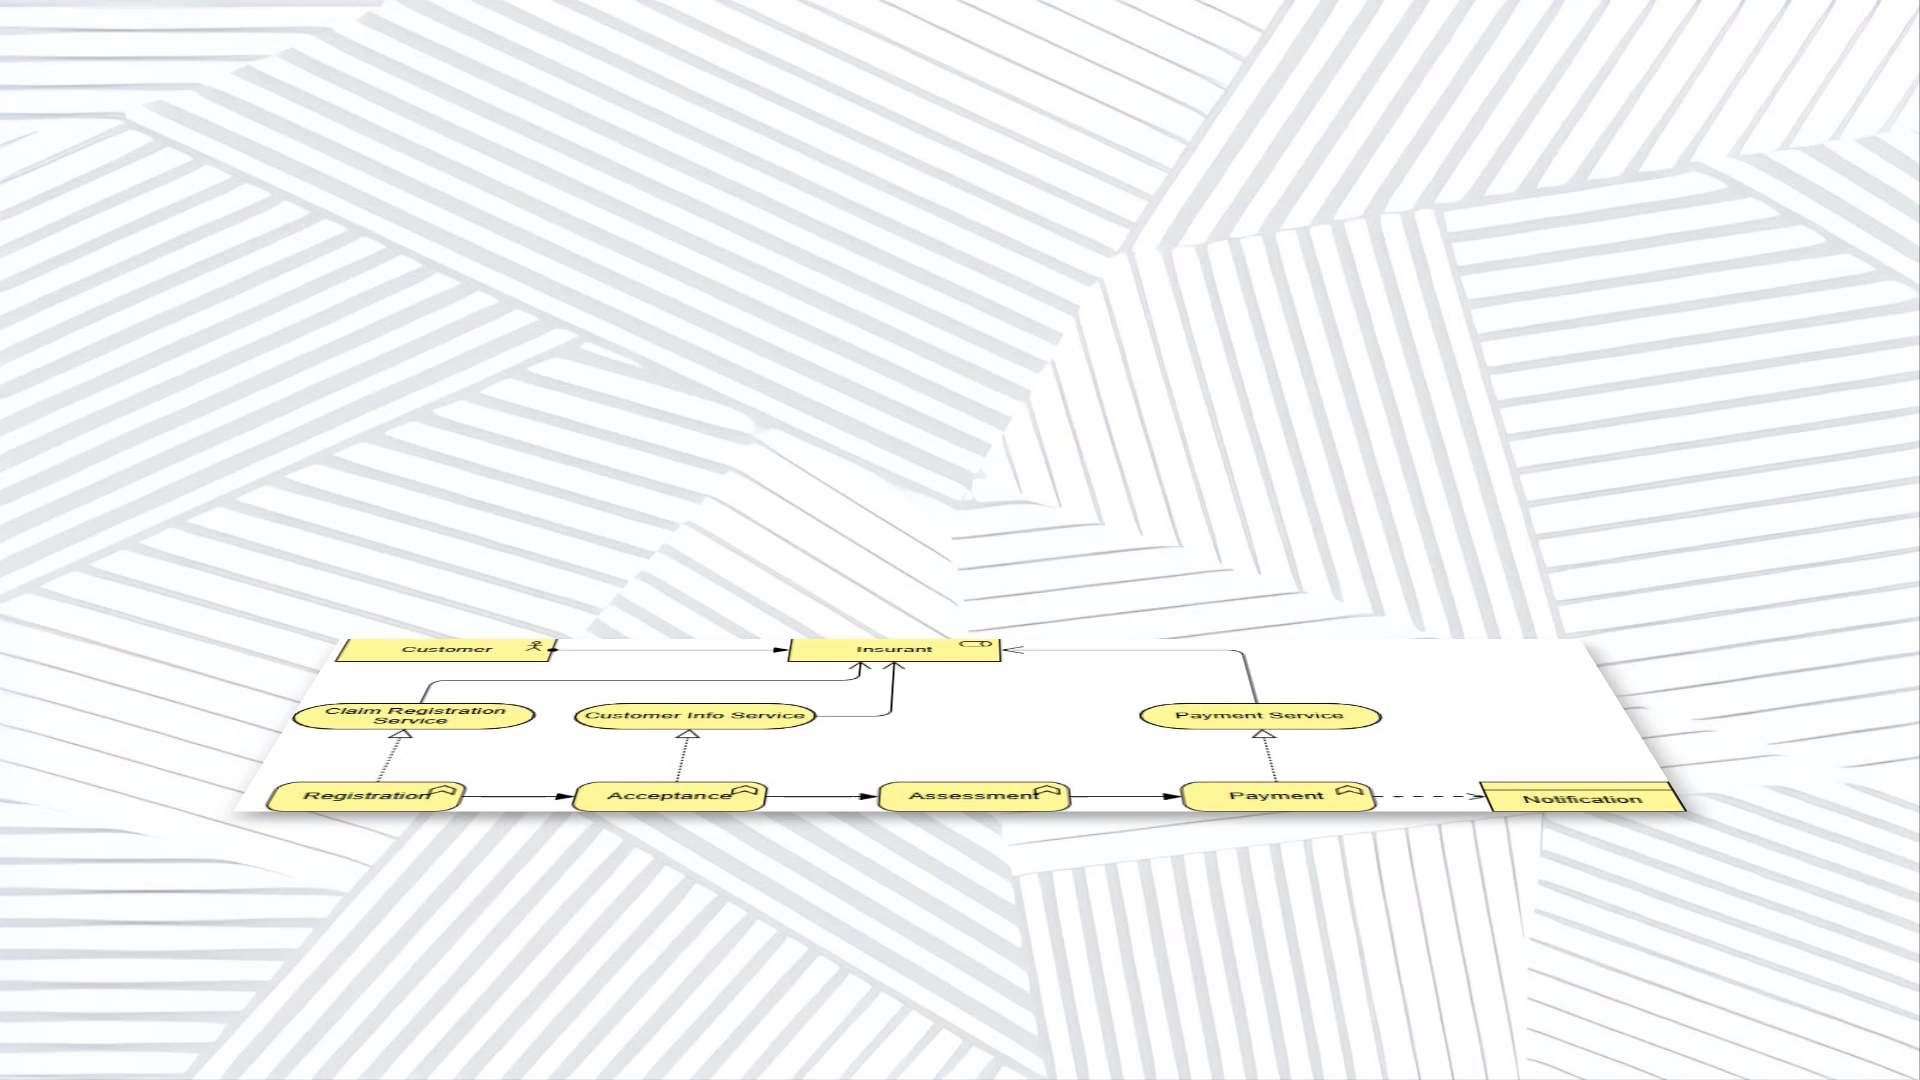 Customer
Insurant
Claim Registration
Service
Customer Info Service
Payment Service
Registration
Acceptance
Assessment
Payment
Notification